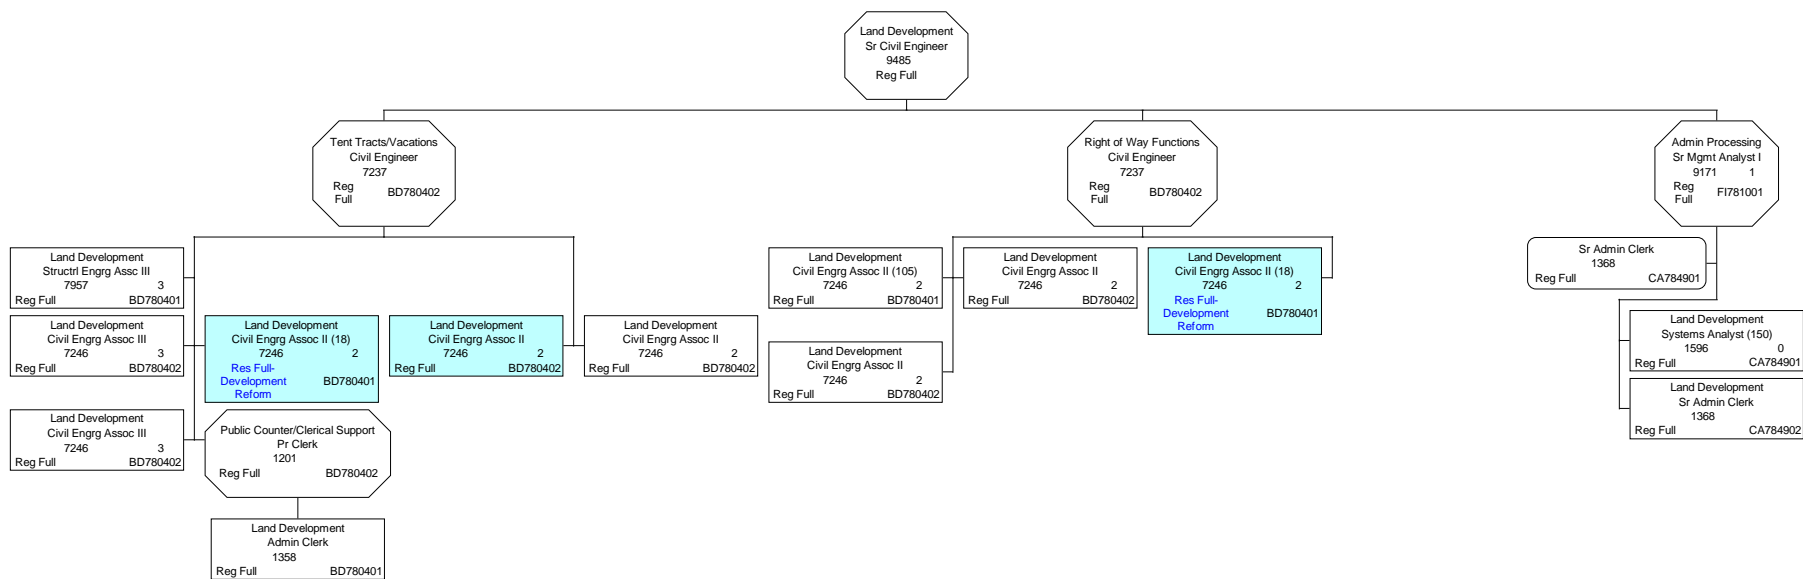 Land Development
Sr Civil Engineer
9485
Reg Full
Tent Tracts/Vacations
Civil Engineer
7237
Reg
Full
BD780402
Right of Way Functions
Civil Engineer
7237
Reg
Full
BD780402
Admin Processing
Sr Mgmt Analyst I
9171 1
Reg
Full
FI781001
Land Development
Structrl Engrg Assc III
7957 3
Reg Full BD780401
Land Development
Civil Engrg Assoc III
7246 3
Reg Full BD780402
Land Development
Civil Engrg Assoc II (18)
7246 2
Res Full-
Development
Reform
BD780401
Land Development
Civil Engrg Assoc II
7246 2
Reg Full BD780402
Land Development
Civil Engrg Assoc II
7246 2
Reg Full BD780402
Land Development
Civil Engrg Assoc III
7246 3
Reg Full BD780402
Public Counter/Clerical Support
Pr Clerk
1201
Reg Full BD780402
Land Development
Admin Clerk
1358
Reg Full BD780401
Land Development
Civil Engrg Assoc II (105)
7246 2
Reg Full BD780401
Land Development
Civil Engrg Assoc II
7246 2
Reg Full BD780402
Land Development
Civil Engrg Assoc II (18)
7246 2
Res Full-
Development
Reform
BD780401
Land Development
Civil Engrg Assoc II
7246 2
Reg Full BD780402
Sr Admin Clerk
1368
Reg Full CA784901
Land Development
Systems Analyst (150)
1596 0
Reg Full CA784901
Land Development
Sr Admin Clerk
1368
Reg Full CA784902